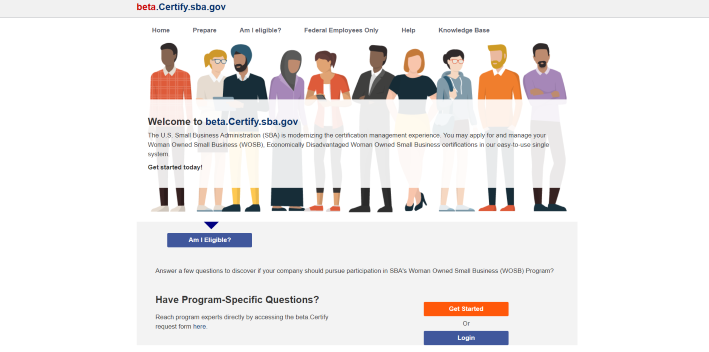 beta.Certify.sba.gov
Home Prepare Am I eligible? Federal Employees Only Help Knowledge Base
Welcome to beta.Certify.sba.gov
The U.S. Small Business Administration (SBA) is modernizing the certification management experience. You may apply for and manage your
Woman Owned Small Business (WOSB), Economically Disadvantaged Woman Owned Small Business certifications in our easy-to-use single
system.
Get started today!
Am I Eligible?
Answer a few questions to discover if your company should pursue participation in SBA's Woman Owned Small Business (WOSB) Program?
Have Program-Specific Questions?
Reach program experts directly by accessing the beta Certify
request form here.
Get Started
Or
Login